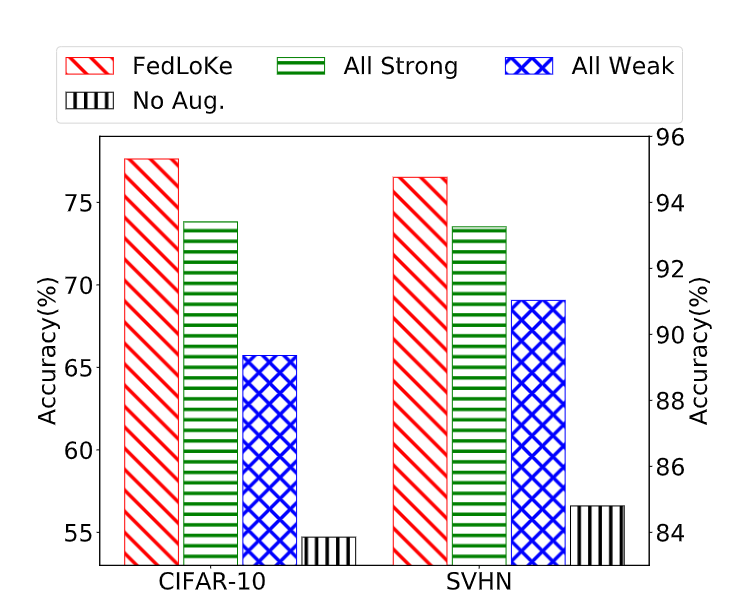 FedLoKe All Strong All Weak
No Aug.
Accuracy(%)
75
70
65
60
55
96
94
92
90
88
86
84
Accuracy(%)
CIFAR-10 SVHN